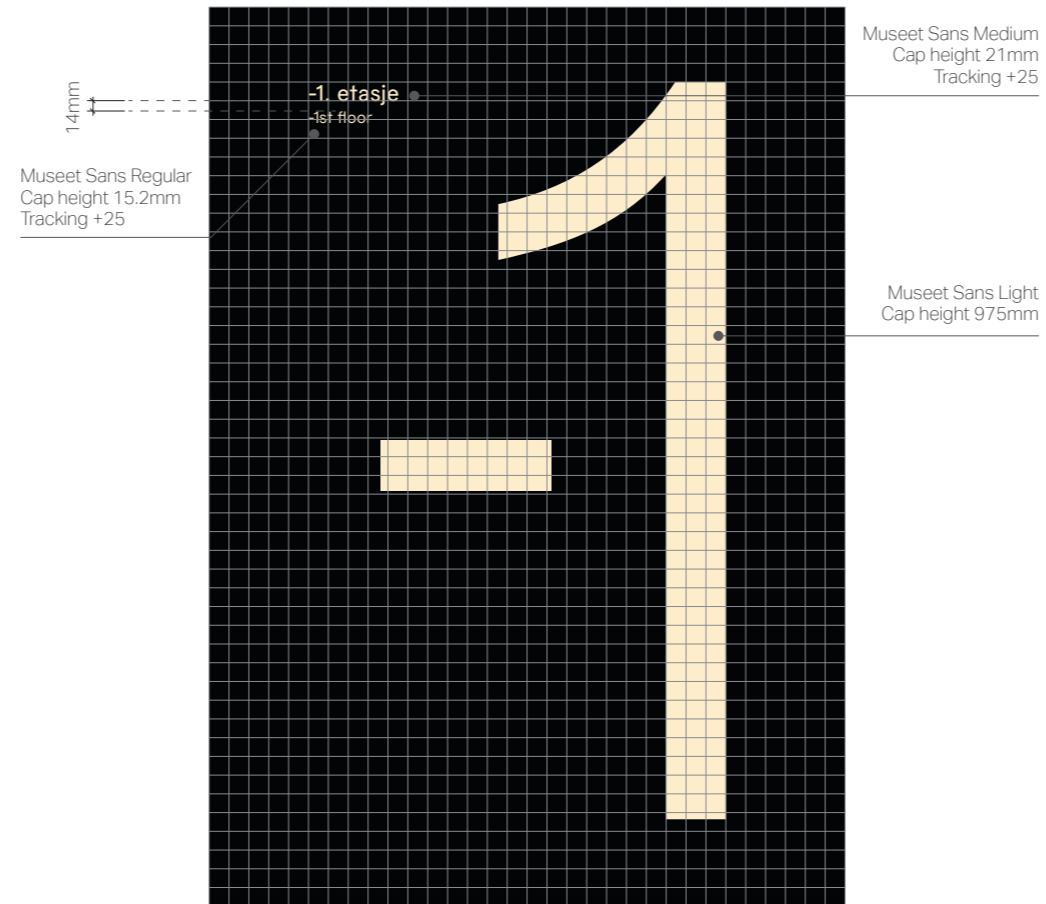 Museet Sans Medium
Cap height 21mm
Tracking +25
-1. etasje
-1st floor
14mm
Museet Sans Regular
Cap height 15.2mm
Tracking +25
Museet Sans Light
Cap height 975mm
-1